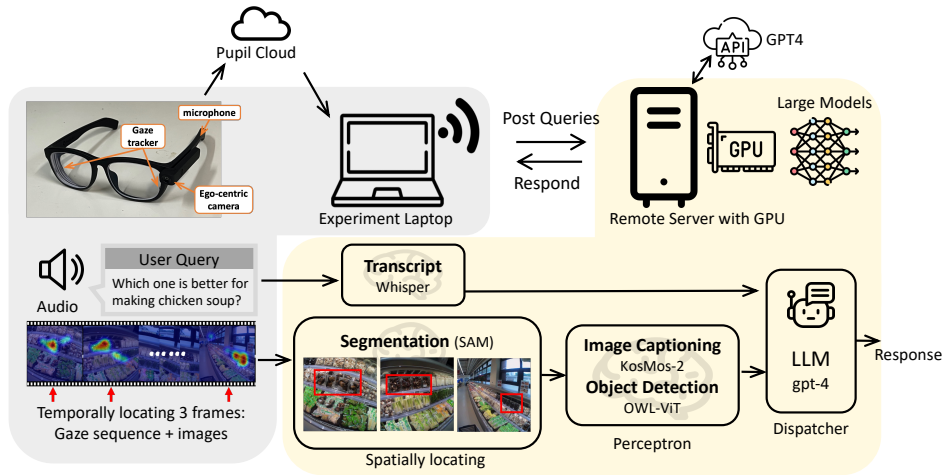 Pupil Cloud
API
GPT4
microphone
Gaze
tracker
Ego-centric
camera
Experiment Laptop
Post Queries
Respond
GPU
Large Models
Remote Server with GPU
Audio
User Query
Which one is better for
making chicken soup?
Transcript
Whisper
Temporally locating 3 frames:
Gaze sequence + images
Segmentation (SAM)
Spatially locating
Image Captioning
KosMos-2
Object Detection
OWL-ViT
Perceptron
LLM
gpt-4
Dispatcher
Response